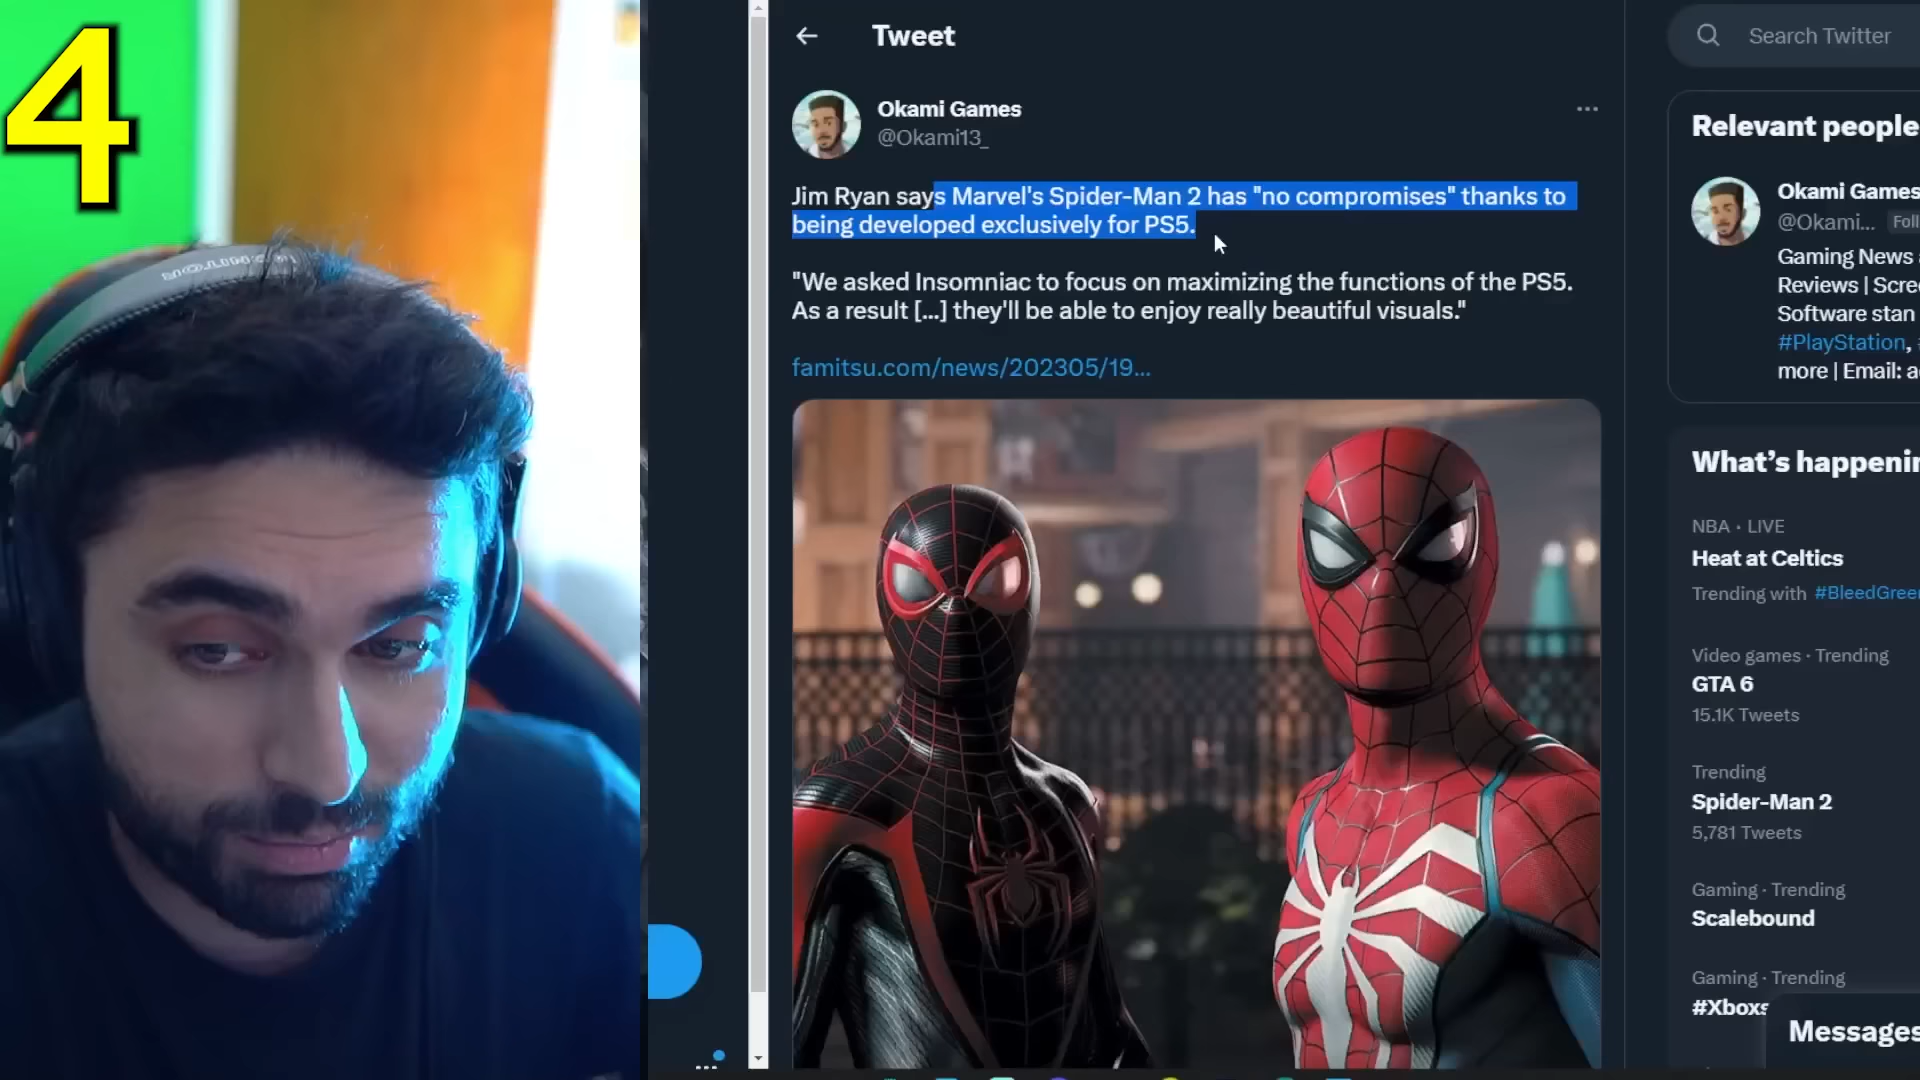 4
Tweet
Search Twitter
Okami Games
@Okami13_
Jim Ryan says Marvel's Spider-Man 2 has "no compromises" thanks to
being developed exclusively for PS5.
"We asked Insomniac to focus on maximizing the functions of the PS5.
As a result [...] they'll be able to enjoy really beautiful visuals."
famitsu.com/news/202305/19...
Relevant people
Okami Games
@Okami... Foll
Gaming News
Reviews | Scre
Software stan
#PlayStation,
more | Email: a
What's happenin
NBA · LIVE
Heat at Celtics
Trending with #BleedGreen
Video games · Trending
GTA 6
15.1K Tweets
Trending
Spider-Man 2
5,781 Tweets
Gaming · Trending
Scalebound
Gaming · Trending
#Xboxs
Messages